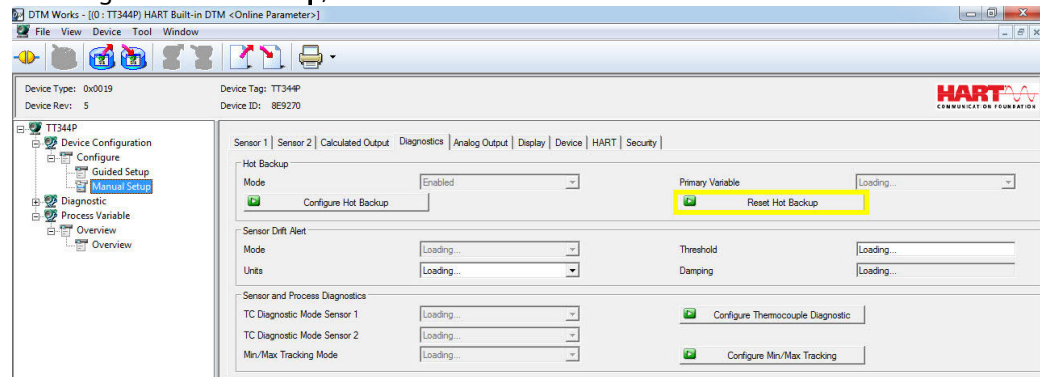 DTM Works - [(0 : TT344P) HART Built-in DTM <Online Parameter>]
File View Device Tool Window
Device Type: 0x0019 Device Tag: TT344P
Device Rev: 5 Device ID: 8E9270
HART
COMMUNICATION FOUNDATION
TT344P
Device Configuration
Configure
Guided Setup
Manual Setup
Diagnostic
Process Variable
Overview
Overview
Sensor 1 Sensor 2 Calculated Output Diagnostics Analog Output Display Device HART Security
Hot Backup
Mode Enabled Primary Variable Loading...
Configure Hot Backup Reset Hot Backup
Sensor Drift Alert
Mode Loading... Threshold Loading...
Units Loading... Damping Loading...
Sensor and Process Diagnostics
TC Diagnostic Mode Sensor 1 Loading... Configure Thermocouple Diagnostic
TC Diagnostic Mode Sensor 2 Loading...
Min/Max Tracking Mode Loading... Configure Min/Max Tracking